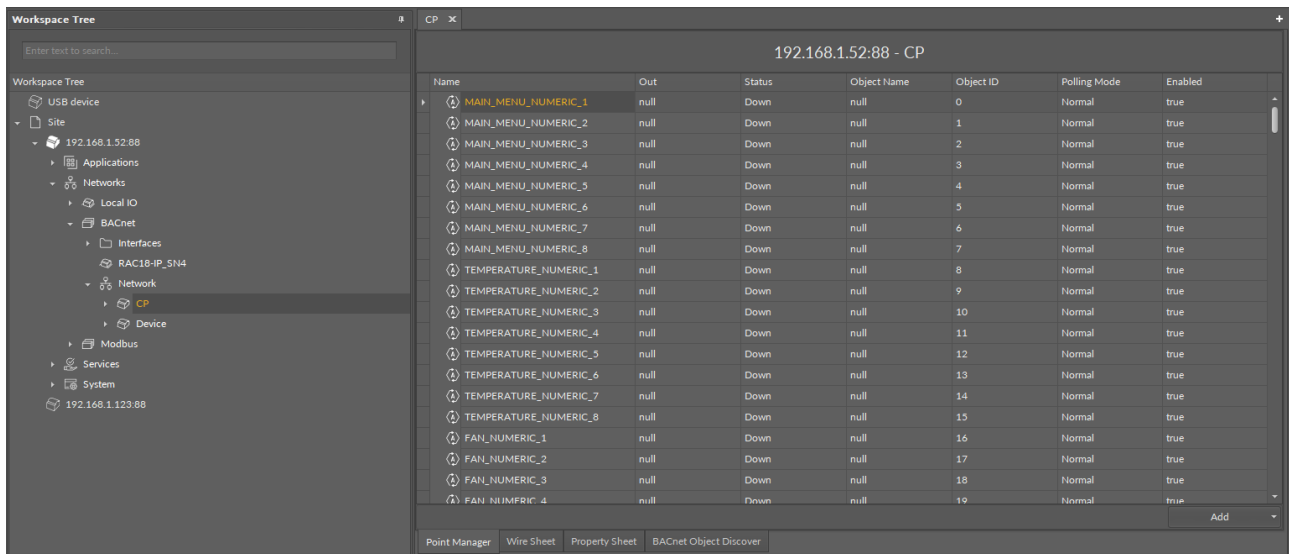 Workspace Tree
Enter text to search...
Workspace Tree
USB device
Site
192.168.1.52:88
Applications
Networks
Local IO
BACnet
Interfaces
RAC18-IP_SN4
Network
CP
Device
Modbus
Services
System
192.168.1.123:88
CP
192.168.1.52:88 - CP
Name Out Status Object Name Object ID Polling Mode Enabled
MAIN_MENU_NUMERIC_1 null Down null 0 Normal true
MAIN_MENU_NUMERIC_2 null Down null 1 Normal true
MAIN_MENU_NUMERIC_3 null Down null 2 Normal true
MAIN_MENU_NUMERIC_4 null Down null 3 Normal true
MAIN_MENU_NUMERIC_5 null Down null 4 Normal true
MAIN_MENU_NUMERIC_6 null Down null 5 Normal true
MAIN_MENU_NUMERIC_7 null Down null 6 Normal true
MAIN_MENU_NUMERIC_8 null Down null 7 Normal true
TEMPERATURE_NUMERIC_1 null Down null 8 Normal true
TEMPERATURE_NUMERIC_2 null Down null 9 Normal true
TEMPERATURE_NUMERIC_3 null Down null 10 Normal true
TEMPERATURE_NUMERIC_4 null Down null 11 Normal true
TEMPERATURE_NUMERIC_5 null Down null 12 Normal true
TEMPERATURE_NUMERIC_6 null Down null 13 Normal true
TEMPERATURE_NUMERIC_7 null Down null 14 Normal true
TEMPERATURE_NUMERIC_8 null Down null 15 Normal true
FAN_NUMERIC_1 null Down null 16 Normal true
FAN_NUMERIC_2 null Down null 17 Normal true
FAN_NUMERIC_3 null Down null 18 Normal true
FAN_NUMERIC_4 null Down null 19 Normal true
Add
Point Manager Wire Sheet Property Sheet BACnet Object Discover